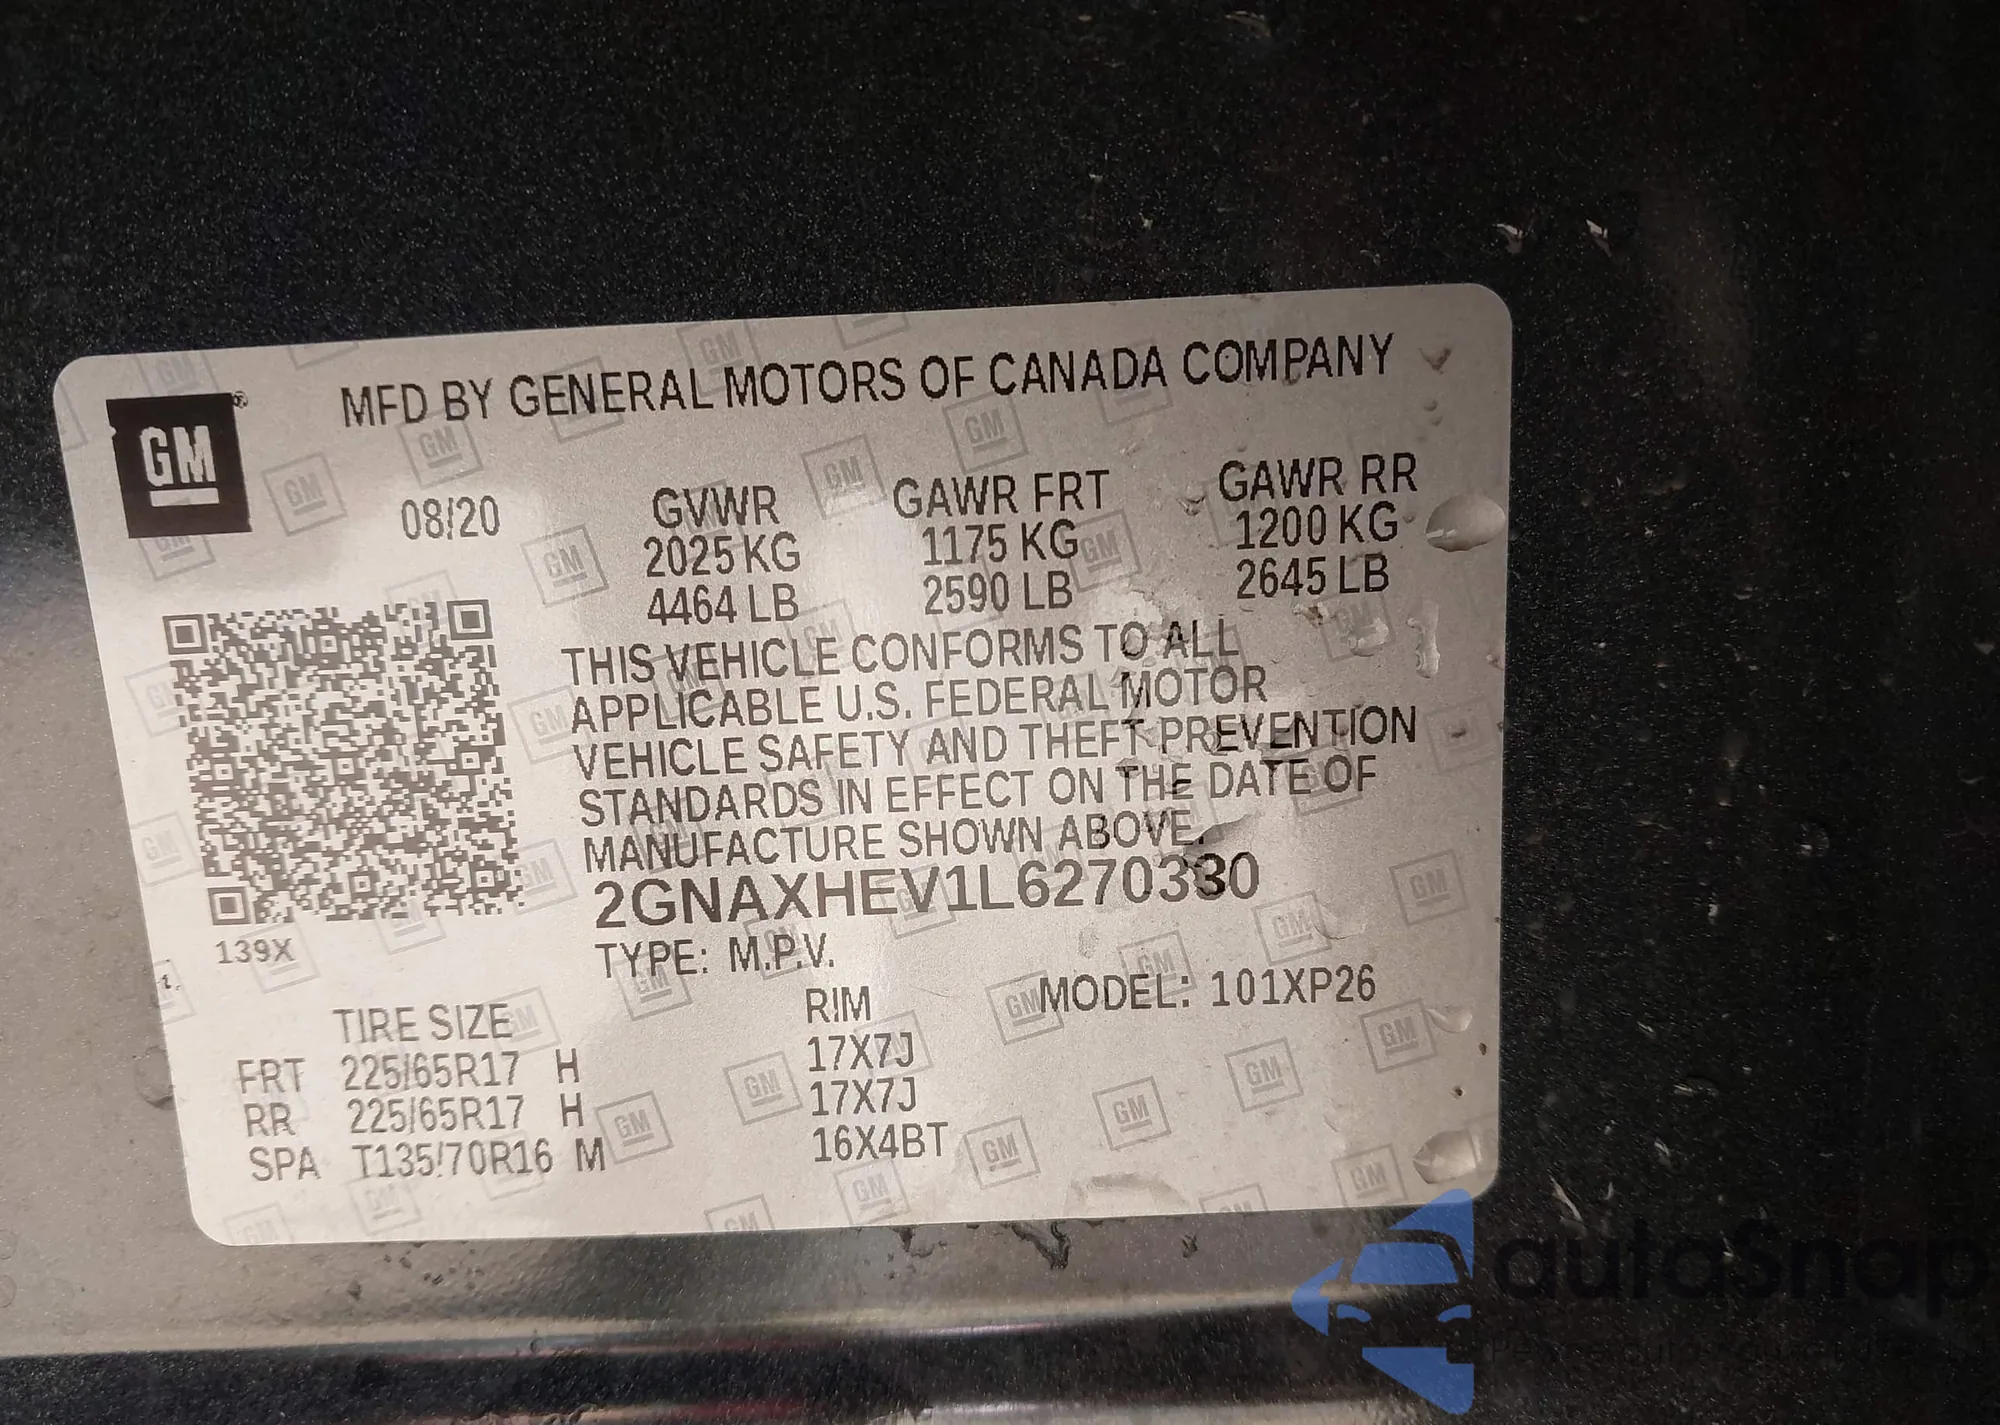 GM
MFD BY GENERAL MOTORS OF CANADA COMPANY
08/20 GVWR GAWR FRT GAWR RR
2025 KG 1175 KG 1200 KG
4464 LB 2590 LB 2645 LB
THIS VEHICLE CONFORMS TO ALL
APPLICABLE U.S. FEDERAL MOTOR
VEHICLE SAFETY AND THEFT PREVENTION
STANDARDS IN EFFECT ON THE DATE OF
MANUFACTURE SHOWN ABOVE.
2GNAXHEV1L6270330
139X
TYPE: M.P.V. MODEL: 101XP26
TIRE SIZE RIM
FRT 225/65R17 H 17X7J
RR 225/65R17 H 17X7J
SPA T135/70R16 M 16X4BT
autoSnap